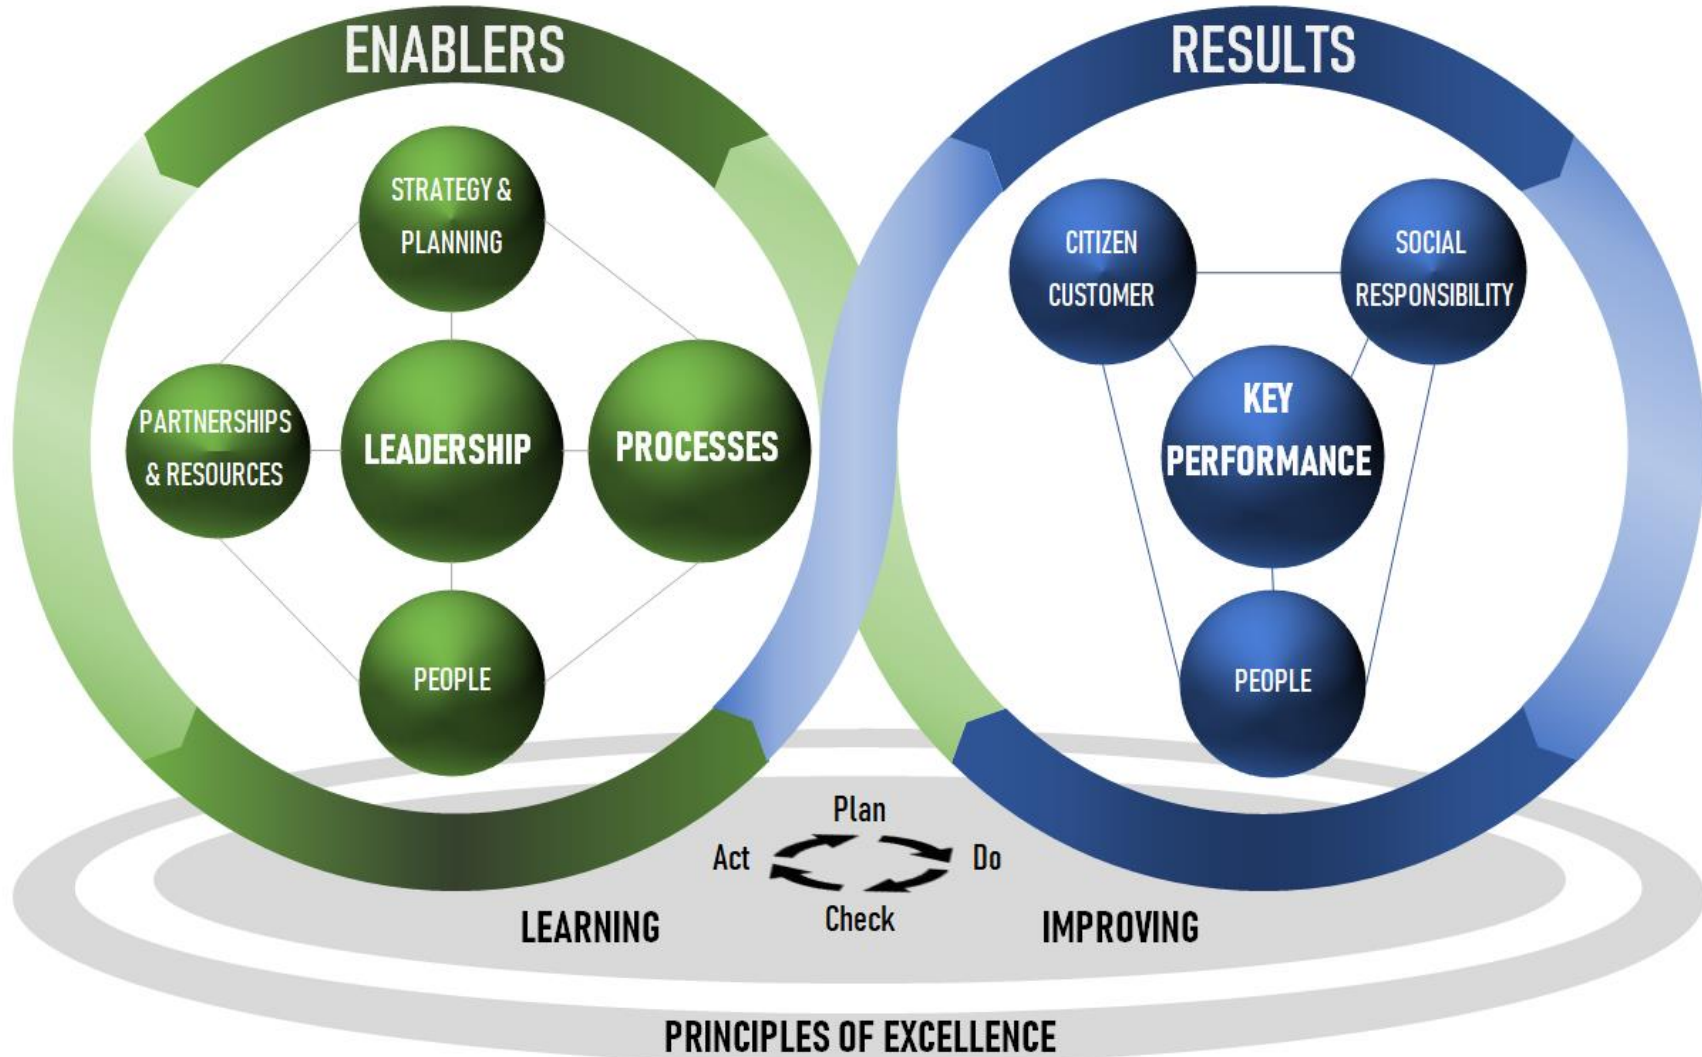 ENABLERS
STRATEGY &
PLANNING
PARTNERSHIPS
& RESOURCES
LEADERSHIP
PROCESSES
PEOPLE
RESULTS
CITIZEN
CUSTOMER
SOCIAL
RESPONSIBILITY
KEY
PERFORMANCE
PEOPLE
Plan
Act
Do
Check
LEARNING
IMPROVING
PRINCIPLES OF EXCELLENCE